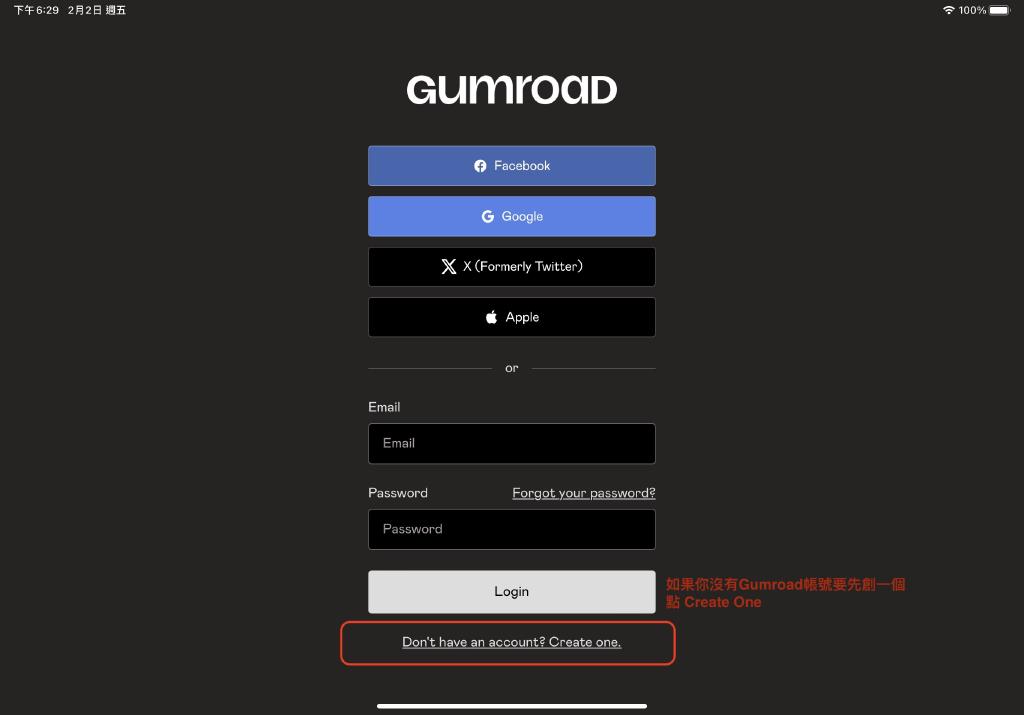 下午6:29 2月2日 週五
100%
GUMROAD
Facebook
Google
X (Formerly Twitter)
Apple
or
Email
Email
Password Forgot your password?
Password
Login
如果你沒有Gumroad帳號要先創一個
點 Create One
Don't have an account? Create one.